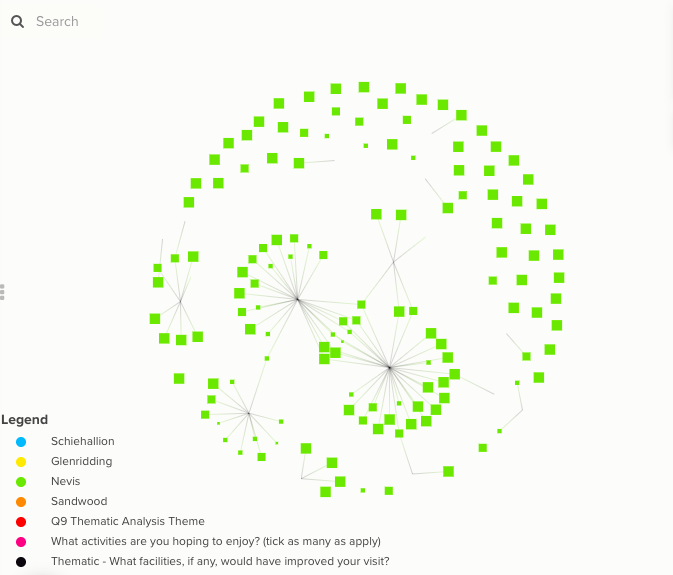 Search
Legend
Schiehallion
Glenridding
Nevis
Sandwood
Q9 Thematic Analysis Theme
What activities are you hoping to enjoy? (tick as many as apply)
Thematic - What facilities, if any, would have improved your visit?